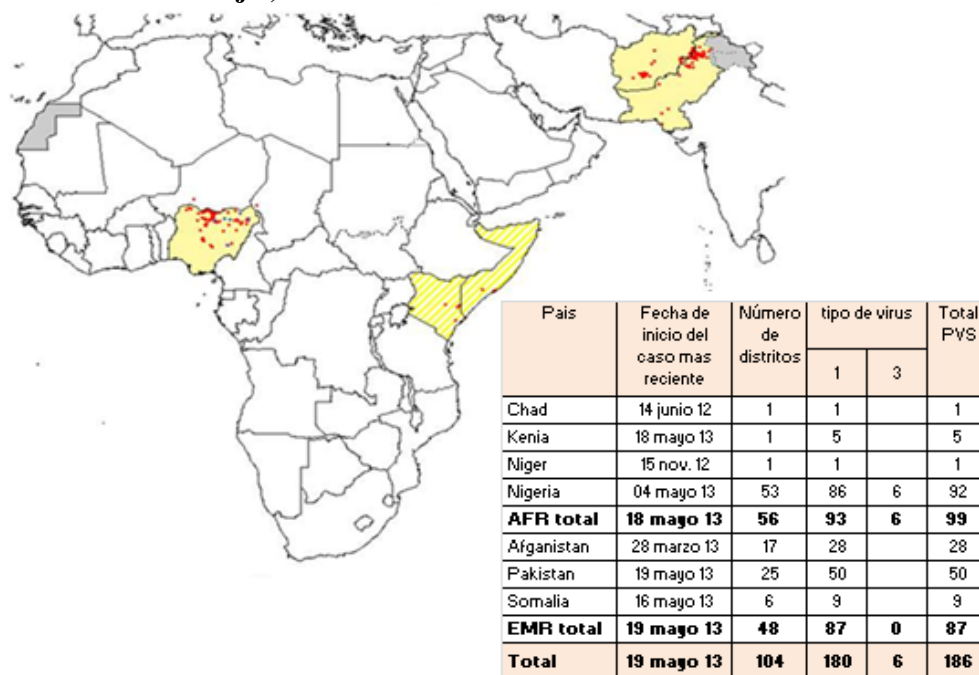 País Fecha de inicio del caso mas reciente Número de distritos tipo de virus Total PVS
1 3
Chad 14 junio 12 1 1 1
Kenia 18 mayo 13 1 5 5
Niger 15 nov. 12 1 1 1
Nigeria 04 mayo 13 53 86 6 92
AFR total 18 mayo 13 56 93 6 99
Afganistan 28 marzo 13 17 28 28
Pakistan 19 mayo 13 25 50 50
Somalia 16 mayo 13 6 9 9
EMR total 19 mayo 13 48 87 0 87
Total 19 mayo 13 104 180 6 186